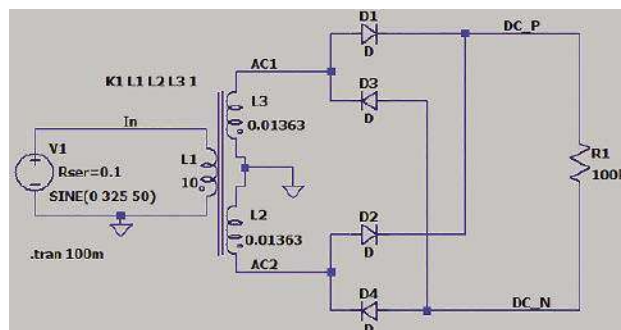 D1
DC_P
D
K1 L1 L2 L3 1
AC1
D3
L3
In
D
0.01363
V1
L1
R1
Rser=0.1
10
SINE(0 325 50)
L2
D2
0.01363
D
.tran 100m
AC2
D4
DC_N
D